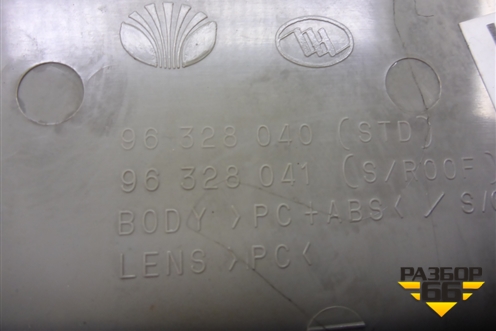 96 328 040 (STD)
96 328 041 (S/ROOF)
BODY >PC+ABS< / S/
LENS >PC<
РАЗБОР
66